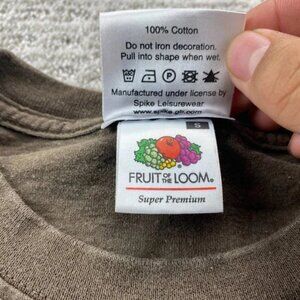 100% Cotton
Do not iron decoration.
Pull into shape when wet.
Manufactured under license by
Spike Leisurewear
S
FRUIT OF THE LOOM®
Super Premium